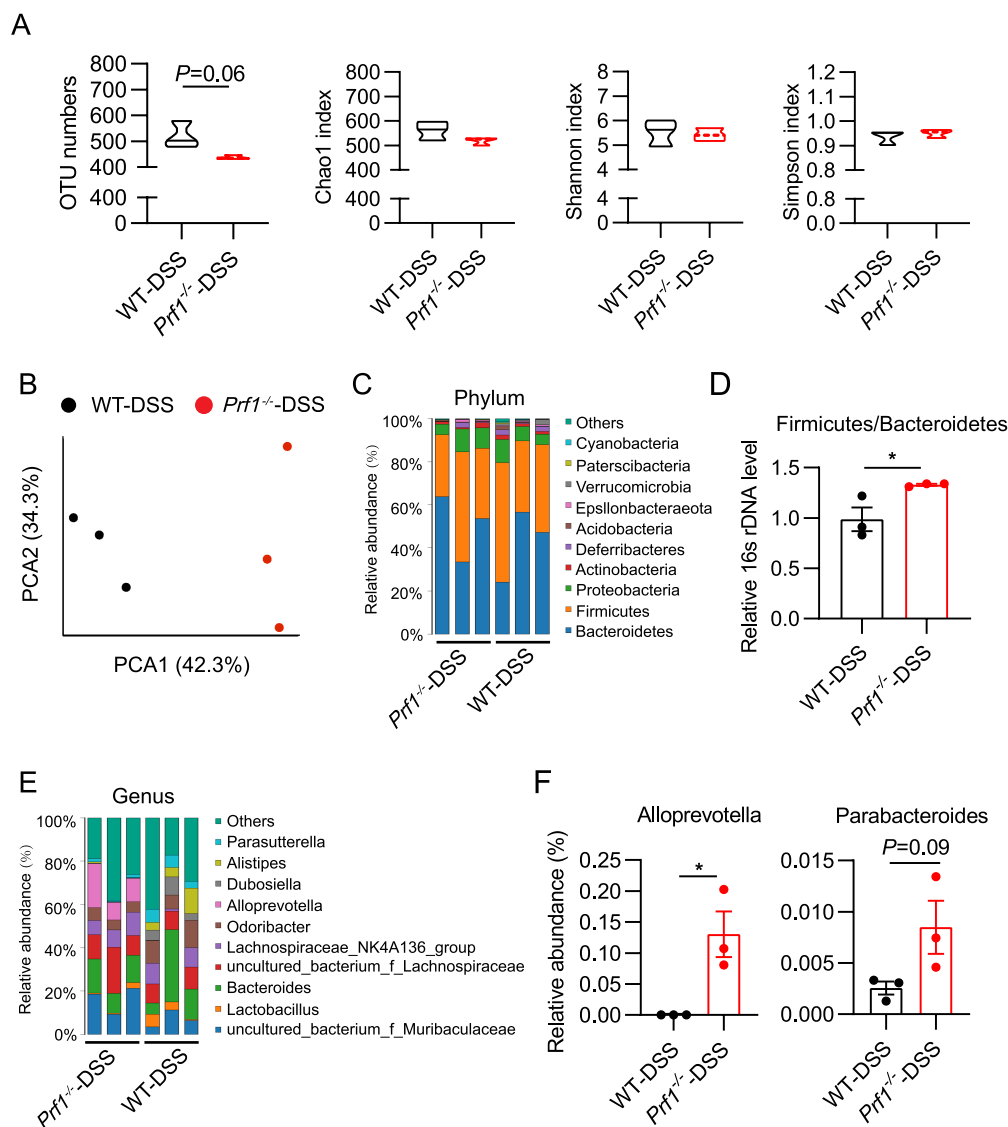 A
OTU numbers
800
700
600
500
400
400
0
P=0.06
WT-DSS
Prf1-/--DSS
Chao1 index
800
700
600
500
400
400
0
WT-DSS
Prf1-/--DSS
Shannon index
8
7
6
5
4
4
0
WT-DSS
Prf1-/--DSS
Simpson index
1.2
1.1
1.0
0.9
0.8
0.8
0.0
WT-DSS
Prf1-/--DSS
B
WT-DSS
Prf1-/--DSS
PCA2 (34.3%)
PCA1 (42.3%)
C
Phylum
Relative abundance (%)
100%
80%
60%
40%
20%
0%
Prf1-/--DSS
WT-DSS
Others
Cyanobacteria
Paterscibacteria
Verrucomicrobia
Epsllonbacteraeota
Acidobacteria
Deferribacteres
Actinobacteria
Proteobacteria
Firmicutes
Bacteroidetes
D
Firmicutes/Bacteroidetes
Relative 16s rDNA level
1.5
1.0
0.5
0.0
*
WT-DSS
Prf1-/--DSS
E
Genus
Relative abundance (%)
100%
80%
60%
40%
20%
0%
Prf1-/--DSS
WT-DSS
Others
Parasutterella
Alistipes
Dubosiella
Alloprevotella
Odoribacter
Lachnospiraceae_NK4A136_group
uncultured_bacterium_f_Lachnospiraceae
Bacteroides
Lactobacillus
uncultured_bacterium_f_Muribaculaceae
F
Alloprevotella
Relative abundance (%)
0.25
0.20
0.15
0.10
0.05
0.00
*
WT-DSS
Prf1-/--DSS
Parabacteroides
P=0.09
0.015
0.010
0.005
0.000
WT-DSS
Prf1-/--DSS